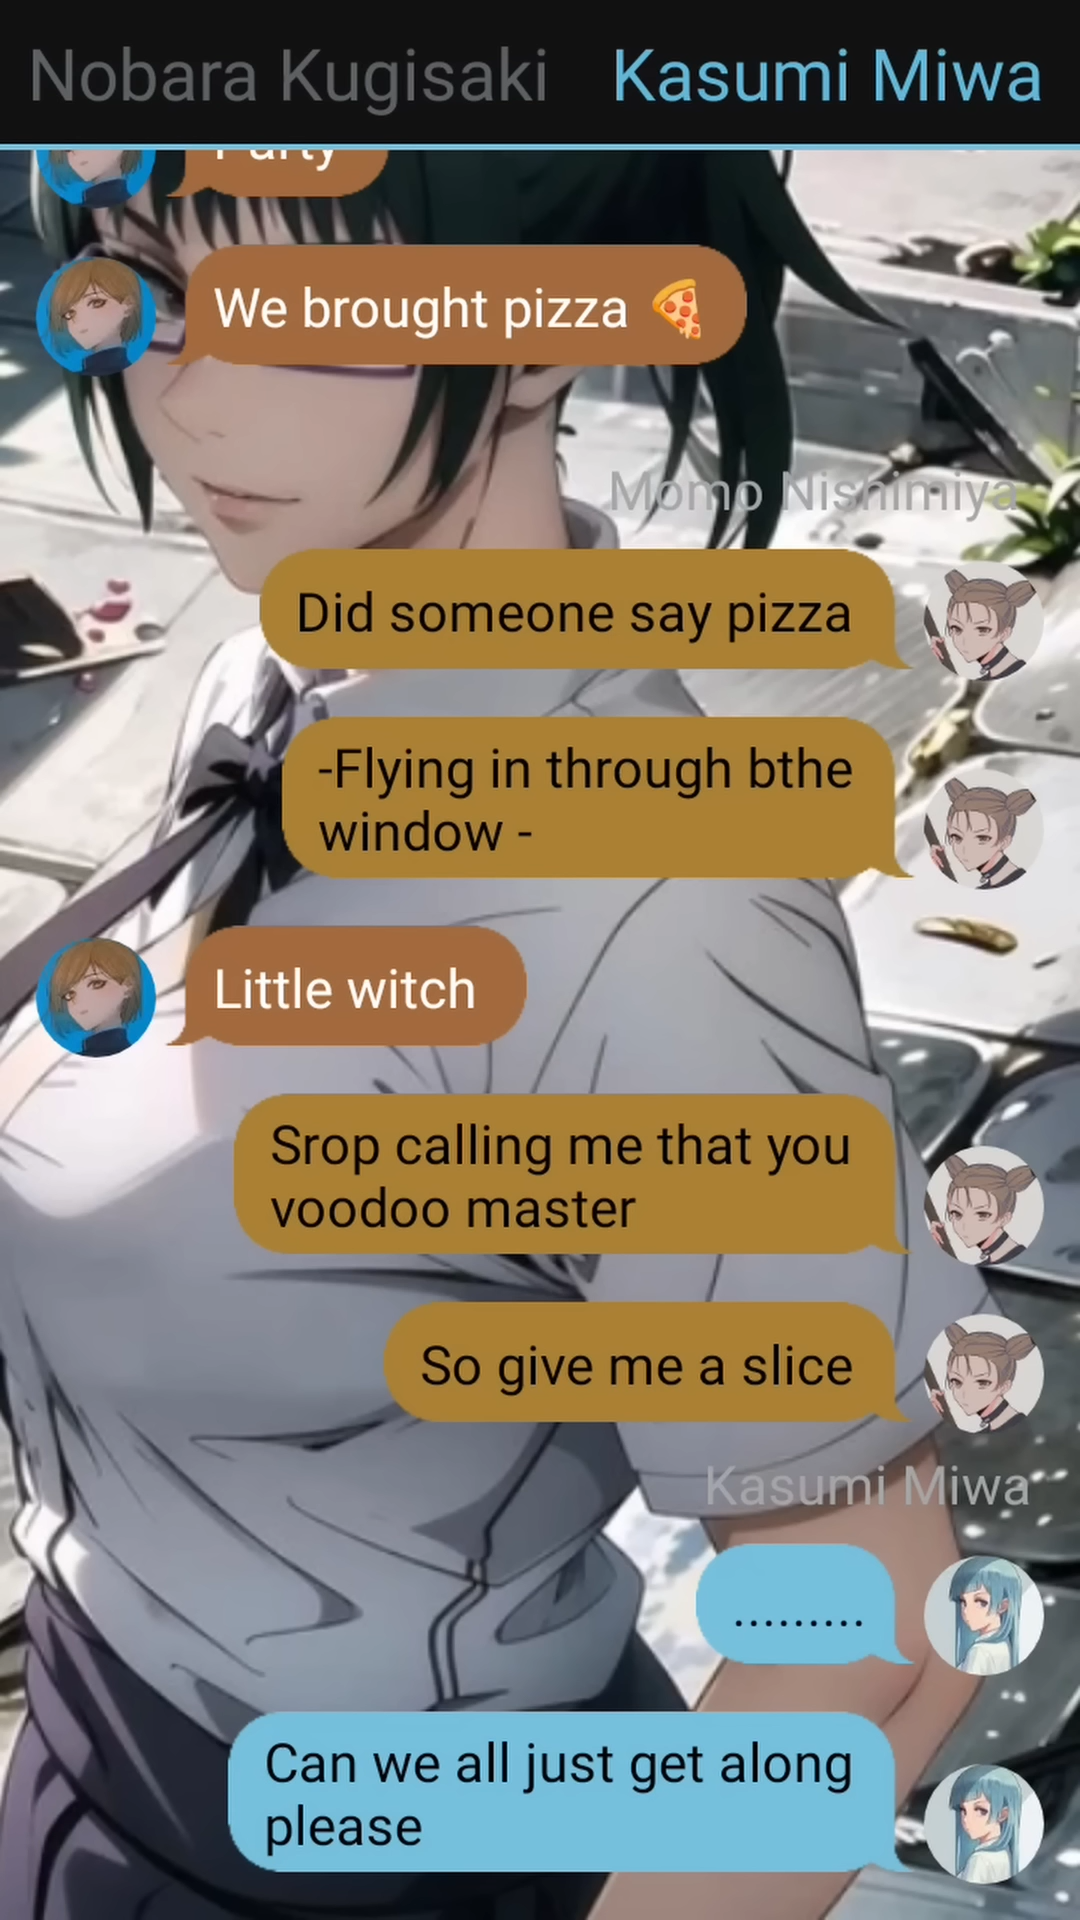 Nobara Kugisaki Kasumi Miwa
Party
We brought pizza 🍕
Momo Nishimiya
Did someone say pizza
-Flying in through bthe
window -
Little witch
Srop calling me that you
voodoo master
So give me a slice
Kasumi Miwa
.........
Can we all just get along
please